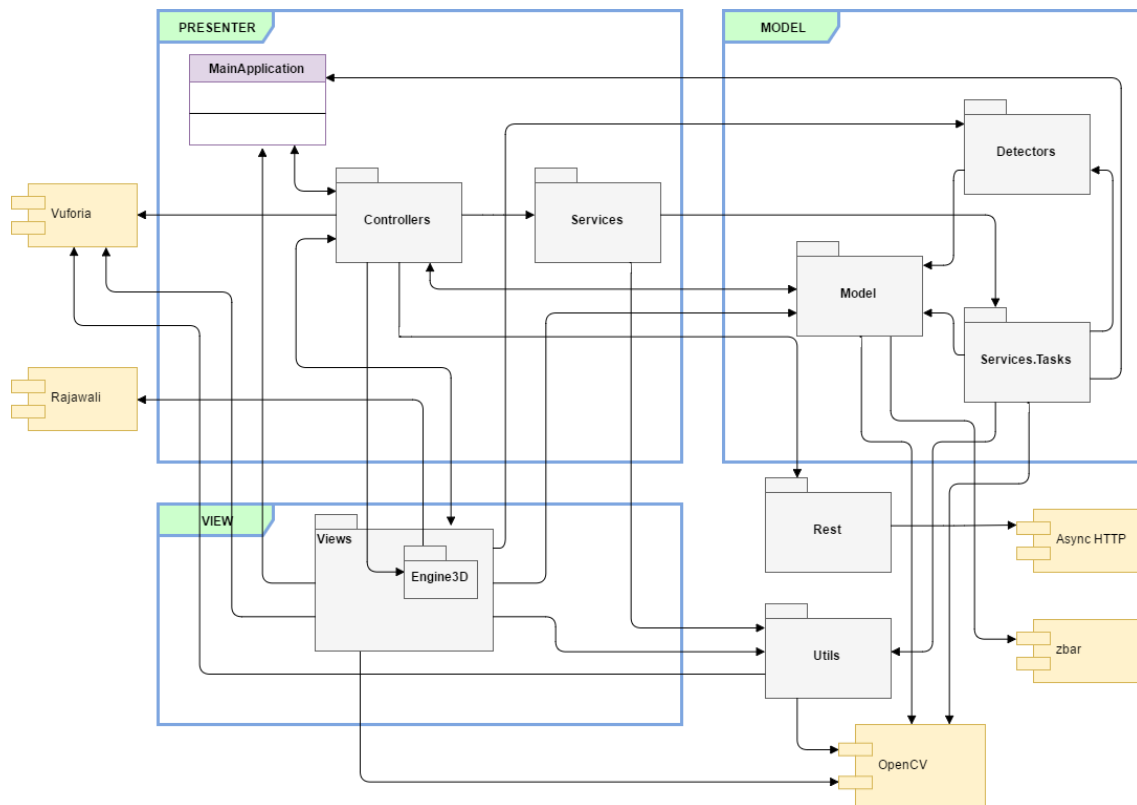 PRESENTER
MODEL
MainApplication
Detectors
Vuforia
Controllers
Services
Model
Services.Tasks
Rajawali
VIEW
Views
Engine3D
Rest
Async HTTP
Utils
zbar
OpenCV